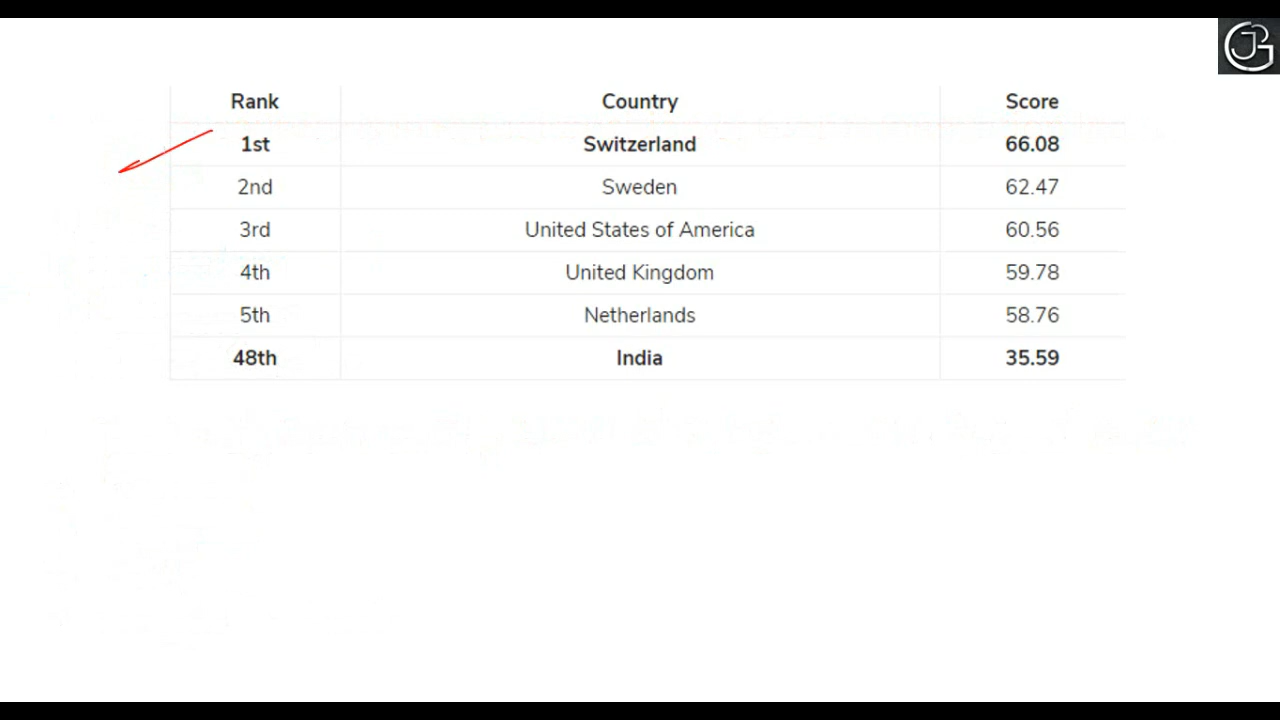 Rank Country Score
1st Switzerland 66.08
2nd Sweden 62.47
3rd United States of America 60.56
4th United Kingdom 59.78
5th Netherlands 58.76
48th India 35.59